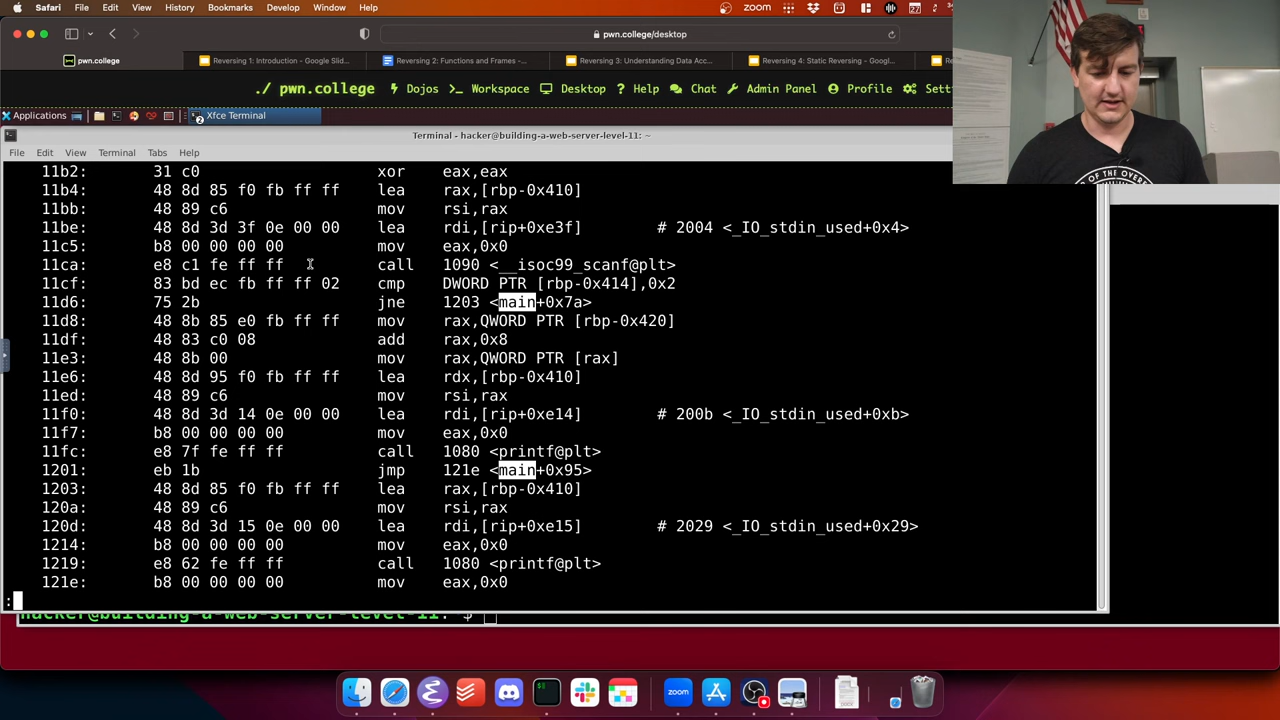 Safari File Edit View History Bookmarks Develop Window Help zoom 27
pwn.college/desktop
pwn.college Reversing 1: Introduction - Google Slid... Reversing 2: Functions and Frames -... Reversing 3: Understanding Data Acc... Reversing 4: Static Reversing - Googl...
./ pwn.college Dojos >_ Workspace Desktop ? Help Chat Admin Panel Profile Sett
Applications Xfce Terminal
Terminal - hacker@building-a-web-server-level-11: ~
File Edit View Terminal Tabs Help
11b2: 31 c0 xor eax,eax
11b4: 48 8d 85 f0 fb ff ff lea rax,[rbp-0x410]
11bb: 48 89 c6 mov rsi,rax
11be: 48 8d 3d 3f 0e 00 00 lea rdi,[rip+0xe3f] # 2004 <_IO_stdin_used+0x4>
11c5: b8 00 00 00 00 mov eax,0x0
11ca: e8 c1 fe ff ff call 1090 <__isoc99_scanf@plt>
11cf: 83 bd ec fb ff ff 02 cmp DWORD PTR [rbp-0x414],0x2
11d6: 75 2b jne 1203 <main+0x7a>
11d8: 48 8b 85 e0 fb ff ff mov rax,QWORD PTR [rbp-0x420]
11df: 48 83 c0 08 add rax,0x8
11e3: 48 8b 00 mov rax,QWORD PTR [rax]
11e6: 48 8d 95 f0 fb ff ff lea rdx,[rbp-0x410]
11ed: 48 89 c6 mov rsi,rax
11f0: 48 8d 3d 14 0e 00 00 lea rdi,[rip+0xe14] # 200b <_IO_stdin_used+0xb>
11f7: b8 00 00 00 00 mov eax,0x0
11fc: e8 7f fe ff ff call 1080 <printf@plt>
1201: eb 1b jmp 121e <main+0x95>
1203: 48 8d 85 f0 fb ff ff lea rax,[rbp-0x410]
120a: 48 89 c6 mov rsi,rax
120d: 48 8d 3d 15 0e 00 00 lea rdi,[rip+0xe15] # 2029 <_IO_stdin_used+0x29>
1214: b8 00 00 00 00 mov eax,0x0
1219: e8 62 fe ff ff call 1080 <printf@plt>
121e: b8 00 00 00 00 mov eax,0x0
:
hacker@building-a-web-server-level-11:~$
zoom